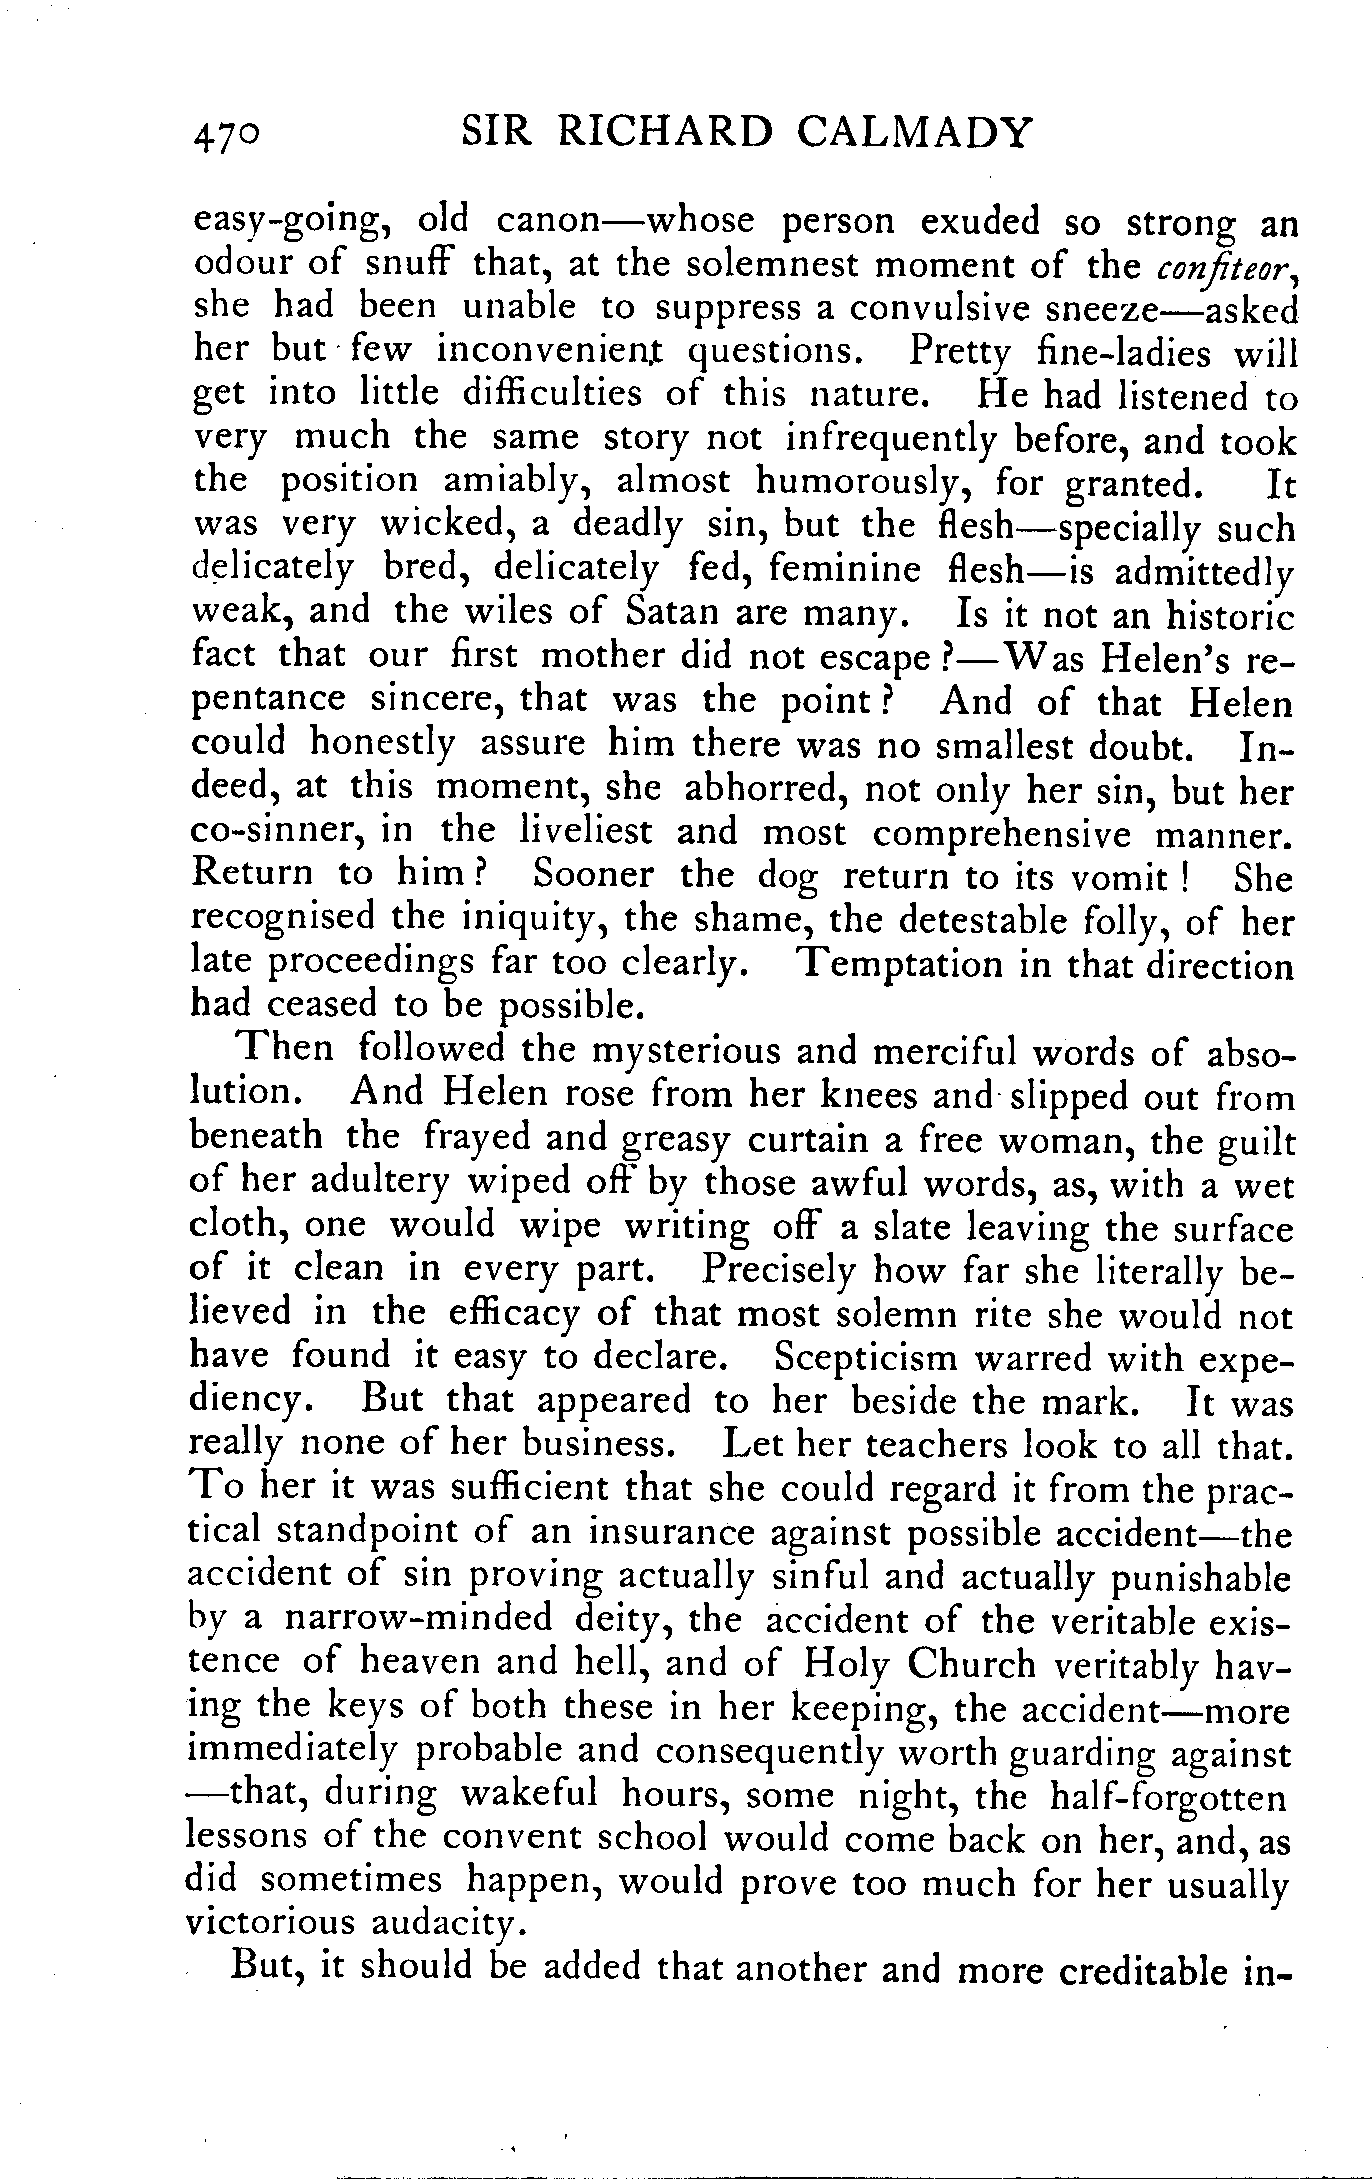 470 SIR RICHARD CALMADY
easy-going, old canon—whose person exuded so strong an
odour of snuff that, at the solemnest moment of the confiteor,
she had been unable to suppress a convulsive sneeze—asked
her but few inconvenient questions. Pretty fine-ladies will
get into little difficulties of this nature. He had listened to
very much the same story not infrequently before, and took
the position amiably, almost humorously, for granted. It
was very wicked, a deadly sin, but the flesh—specially such
delicately bred, delicately fed, feminine flesh—is admittedly
weak, and the wiles of Satan are many. Is it not an historic
fact that our first mother did not escape?—Was Helen's re-
pentance sincere, that was the point? And of that Helen
could honestly assure him there was no smallest doubt. In-
deed, at this moment, she abhorred, not only her sin, but her
co-sinner, in the liveliest and most comprehensive manner.
Return to him? Sooner the dog return to its vomit! She
recognised the iniquity, the shame, the detestable folly, of her
late proceedings far too clearly. Temptation in that direction
had ceased to be possible.
Then followed the mysterious and merciful words of abso-
lution. And Helen rose from her knees and slipped out from
beneath the frayed and greasy curtain a free woman, the guilt
of her adultery wiped off by those awful words, as, with a wet
cloth, one would wipe writing off a slate leaving the surface
of it clean in every part. Precisely how far she literally be-
lieved in the efficacy of that most solemn rite she would not
have found it easy to declare. Scepticism warred with expe-
diency. But that appeared to her beside the mark. It was
really none of her business. Let her teachers look to all that.
To her it was sufficient that she could regard it from the prac-
tical standpoint of an insurance against possible accident—the
accident of sin proving actually sinful and actually punishable
by a narrow-minded deity, the accident of the veritable exis-
tence of heaven and hell, and of Holy Church veritably hav-
ing the keys of both these in her keeping, the accident—more
immediately probable and consequently worth guarding against
—that, during wakeful hours, some night, the half-forgotten
lessons of the convent school would come back on her, and, as
did sometimes happen, would prove too much for her usually
victorious audacity.
But, it should be added that another and more creditable in-